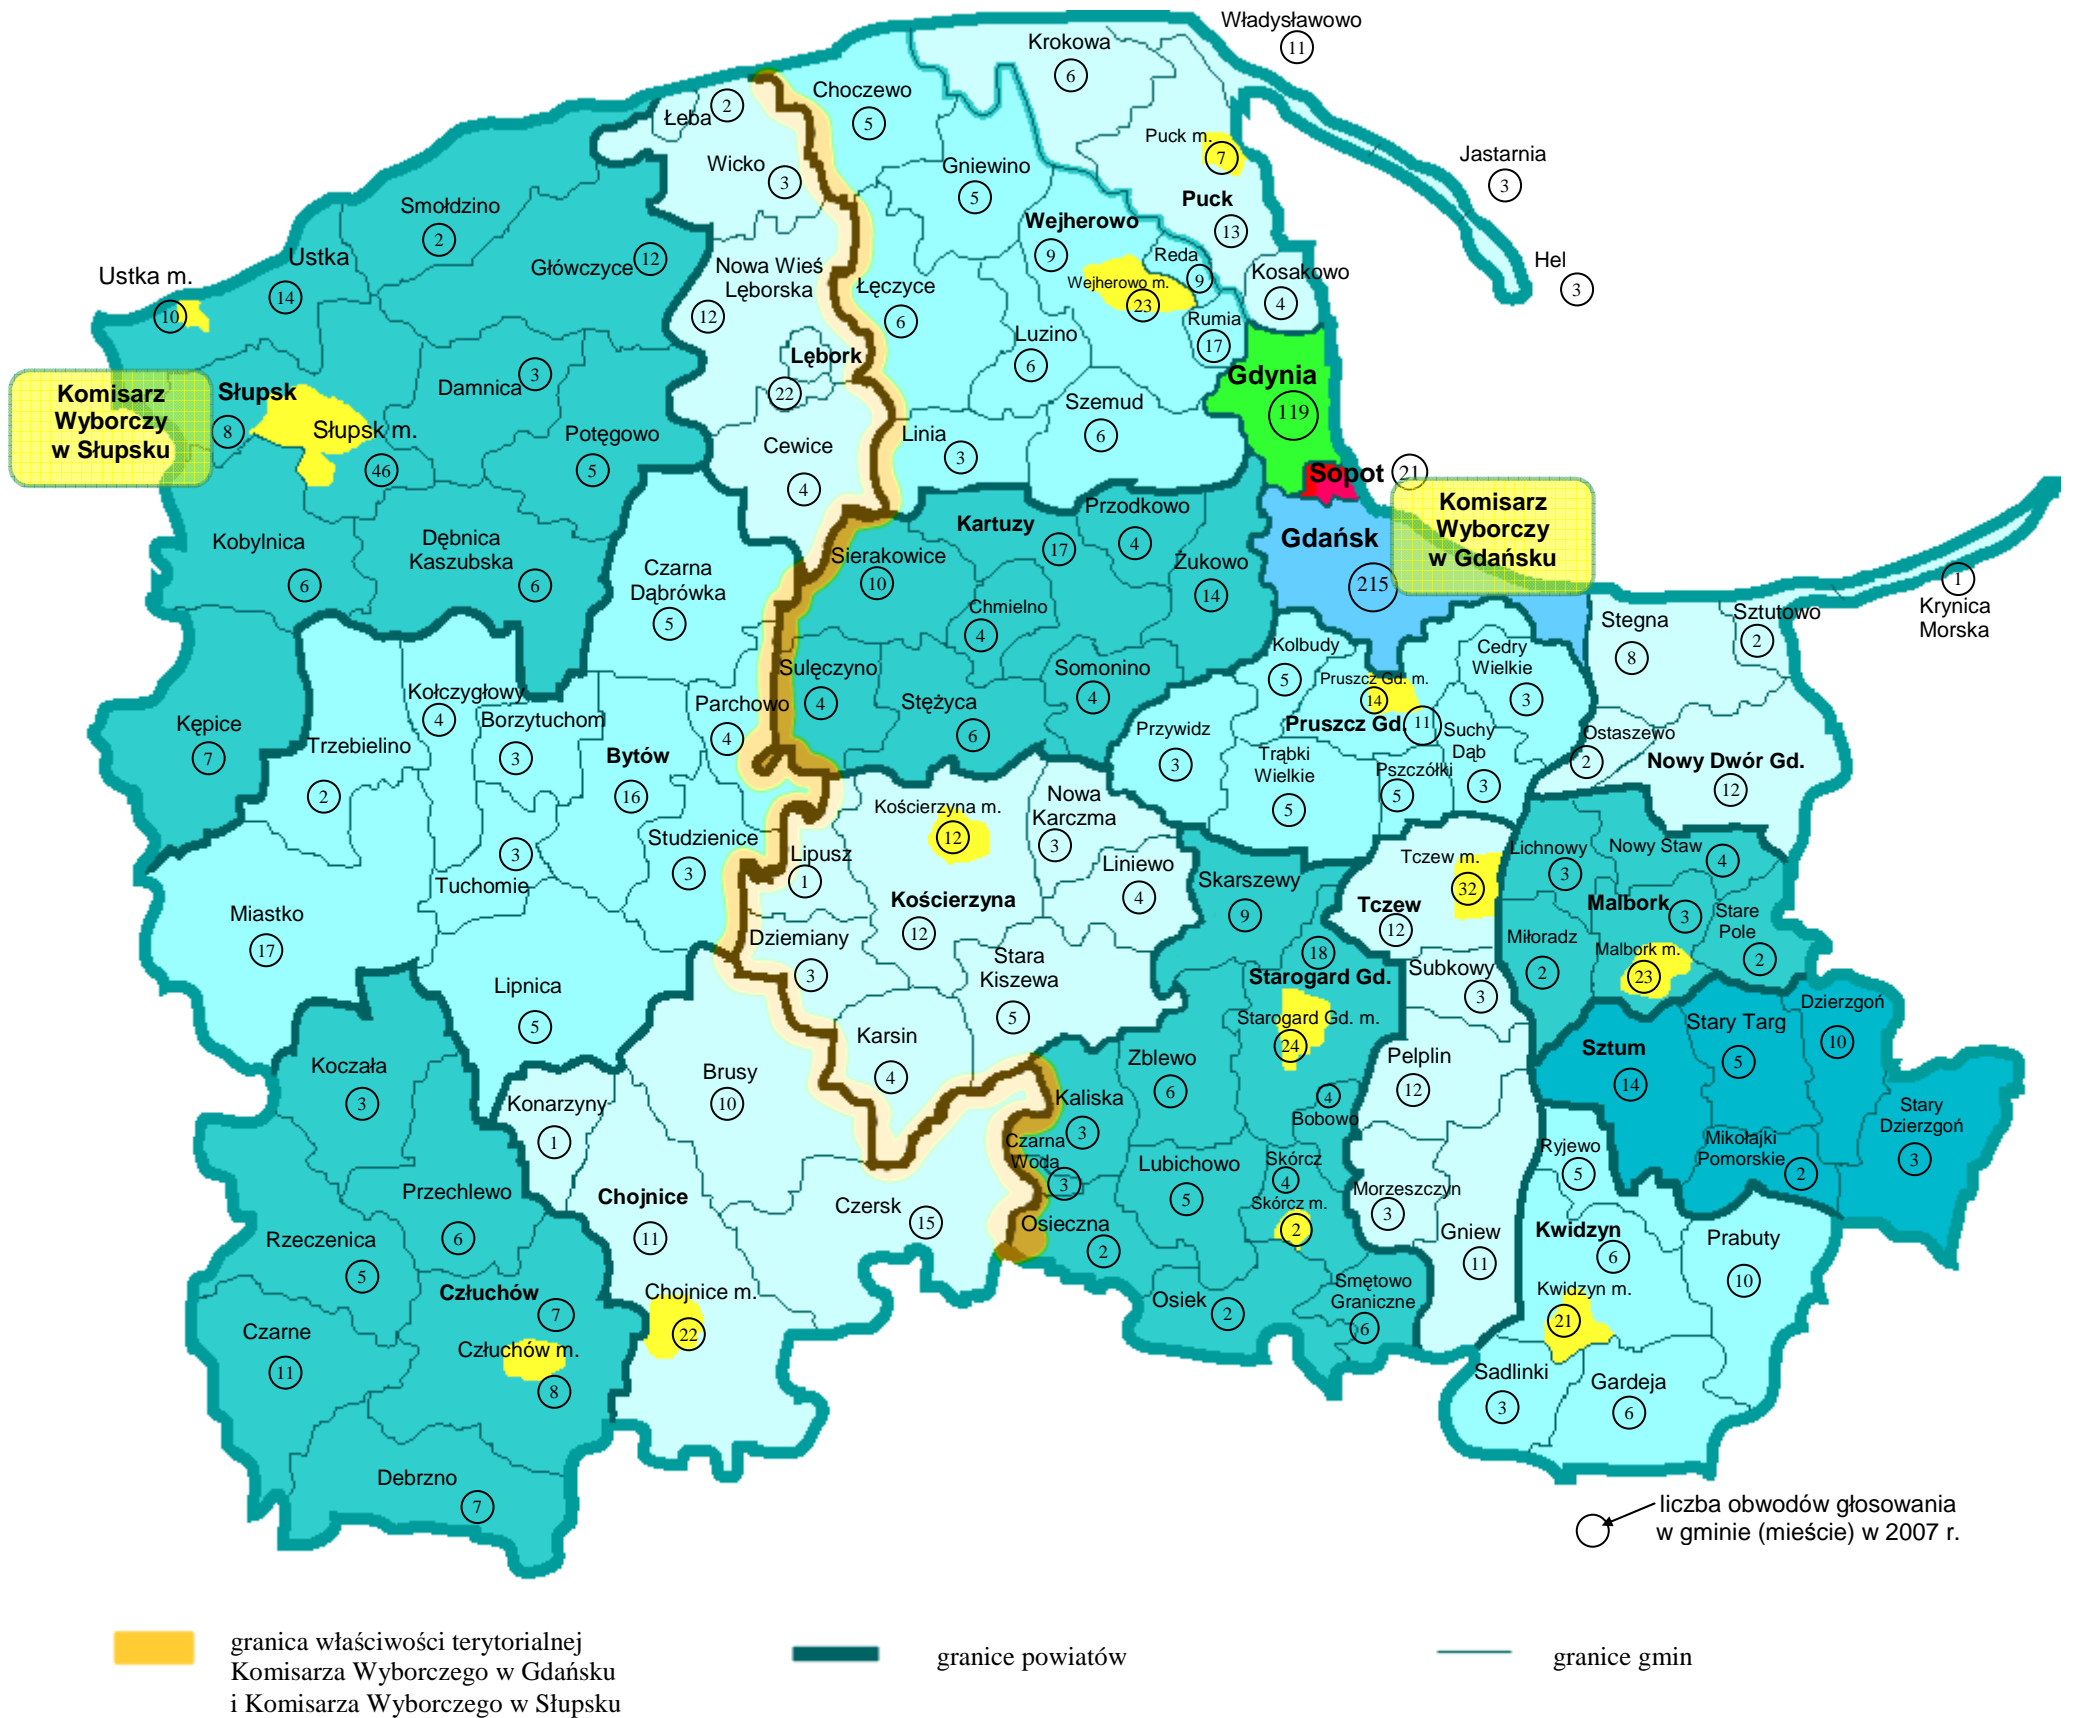 Władysławowo
11
Krokowa
6
Choczewo
5
Łeba
2
Puck m.
7
Jastarnia
3
Wicko
3
Gniewino
5
Puck
13
Smołdzino
2
Wejherowo
9
Reda
9
Hel
3
Ustka
14
Główczyce
12
Nowa Wieś
Lęborska
12
Łęczyce
6
Wejherowo m.
23
Kosakowo
4
Ustka m.
10
Rumia
17
Luzino
6
Lębork
22
Gdynia
119
Komisarz
Wyborczy
w Słupsku
Słupsk
8
Słupsk m.
46
Damnica
3
Potęgowo
5
Cewice
4
Linia
3
Szemud
6
Sopot
21
Komisarz
Wyborczy
w Gdańsku
Kobylnica
6
Dębnica
Kaszubska
6
Czarna
Dąbrówka
5
Sierakowice
10
Kartuzy
17
Przodkowo
4
Żukowo
14
Gdańsk
215
Chmielno
4
Krynica
Morska
1
Stegna
8
Sztutowo
2
Kępice
7
Trzebielino
2
Kołczygłowy
4
Borzytuchom
3
Bytów
16
Parchowo
4
Sulęczyno
4
Stężyca
6
Somonino
4
Kolbudy
5
Pruszcz Gd. m.
14
Cedry
Wielkie
3
Przywidz
3
Pruszcz Gd.
11
Suchy
Dąb
3
Trąbki
Wielkie
5
Pszczółki
5
Ostaszewo
2
Nowy Dwór Gd.
12
Tuchomie
3
Studzienice
3
Lipusz
1
Kościerzyna m.
12
Nowa
Karczma
3
Liniewo
4
Skarszewy
9
Tczew m.
32
Lichnowy
3
Nowy Staw
4
Miastko
17
Lipnica
5
Dziemiany
3
Kościerzyna
12
Stara
Kiszewa
5
Tczew
12
Malbork
3
Stare
Pole
2
Miłoradz
2
Malbork m.
23
Starogard Gd.
18
Starogard Gd. m.
24
Subkowy
3
Dzierzgoń
10
Stary Targ
5
Sztum
14
Koczała
3
Konarzyny
1
Brusy
10
Karsin
4
Zblewo
6
Kaliska
3
Bobowo
4
Pelplin
12
Stary
Dzierzgoń
3
Czarna
Woda
3
Lubichowo
5
Skórcz
4
Skórcz m.
2
Ryjewo
5
Mikołajki
Pomorskie
2
Przechlewo
6
Chojnice
11
Czersk
15
Osieczna
2
Morzeszczyn
3
Gniew
11
Kwidzyn
6
Prabuty
10
Rzeczenica
5
Człuchów
7
Chojnice m.
22
Osiek
2
Smętowo
Graniczne
6
Kwidzyn m.
21
Czarne
11
Człuchów m.
8
Sadlinki
3
Gardeja
6
Debrzno
7
liczba obwodów głosowania
w gminie (mieście) w 2007 r.
granica właściwości terytorialnej
Komisarza Wyborczego w Gdańsku
i Komisarza Wyborczego w Słupsku
granice powiatów
granice gmin